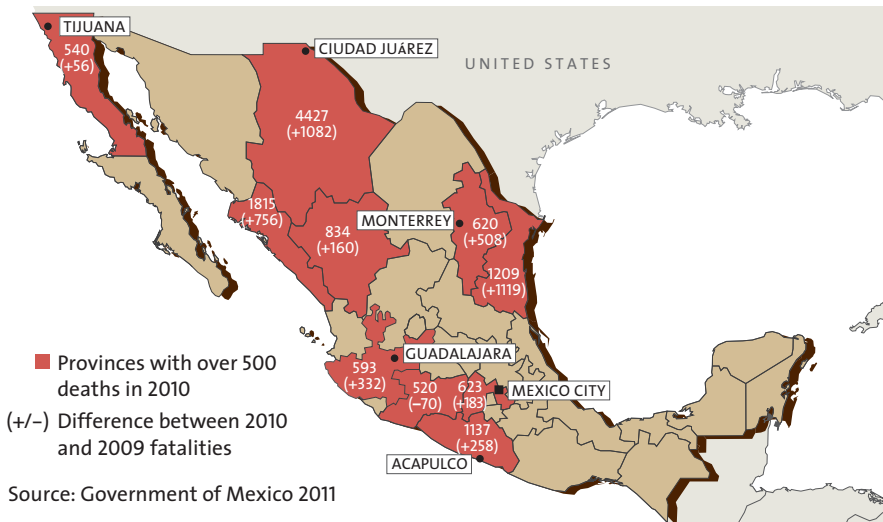 TIJUANA
540
(+56)
CIUDAD JUÁREZ
UNITED STATES
4427
(+1082)
1815
(+756)
834
(+160)
MONTERREY
620
(+508)
1209
(+1119)
GUADALAJARA
593
(+332)
520
(–70)
623
(+183)
MEXICO CITY
1137
(+258)
ACAPULCO
Provinces with over 500
deaths in 2010
(+/–) Difference between 2010
and 2009 fatalities
Source: Government of Mexico 2011